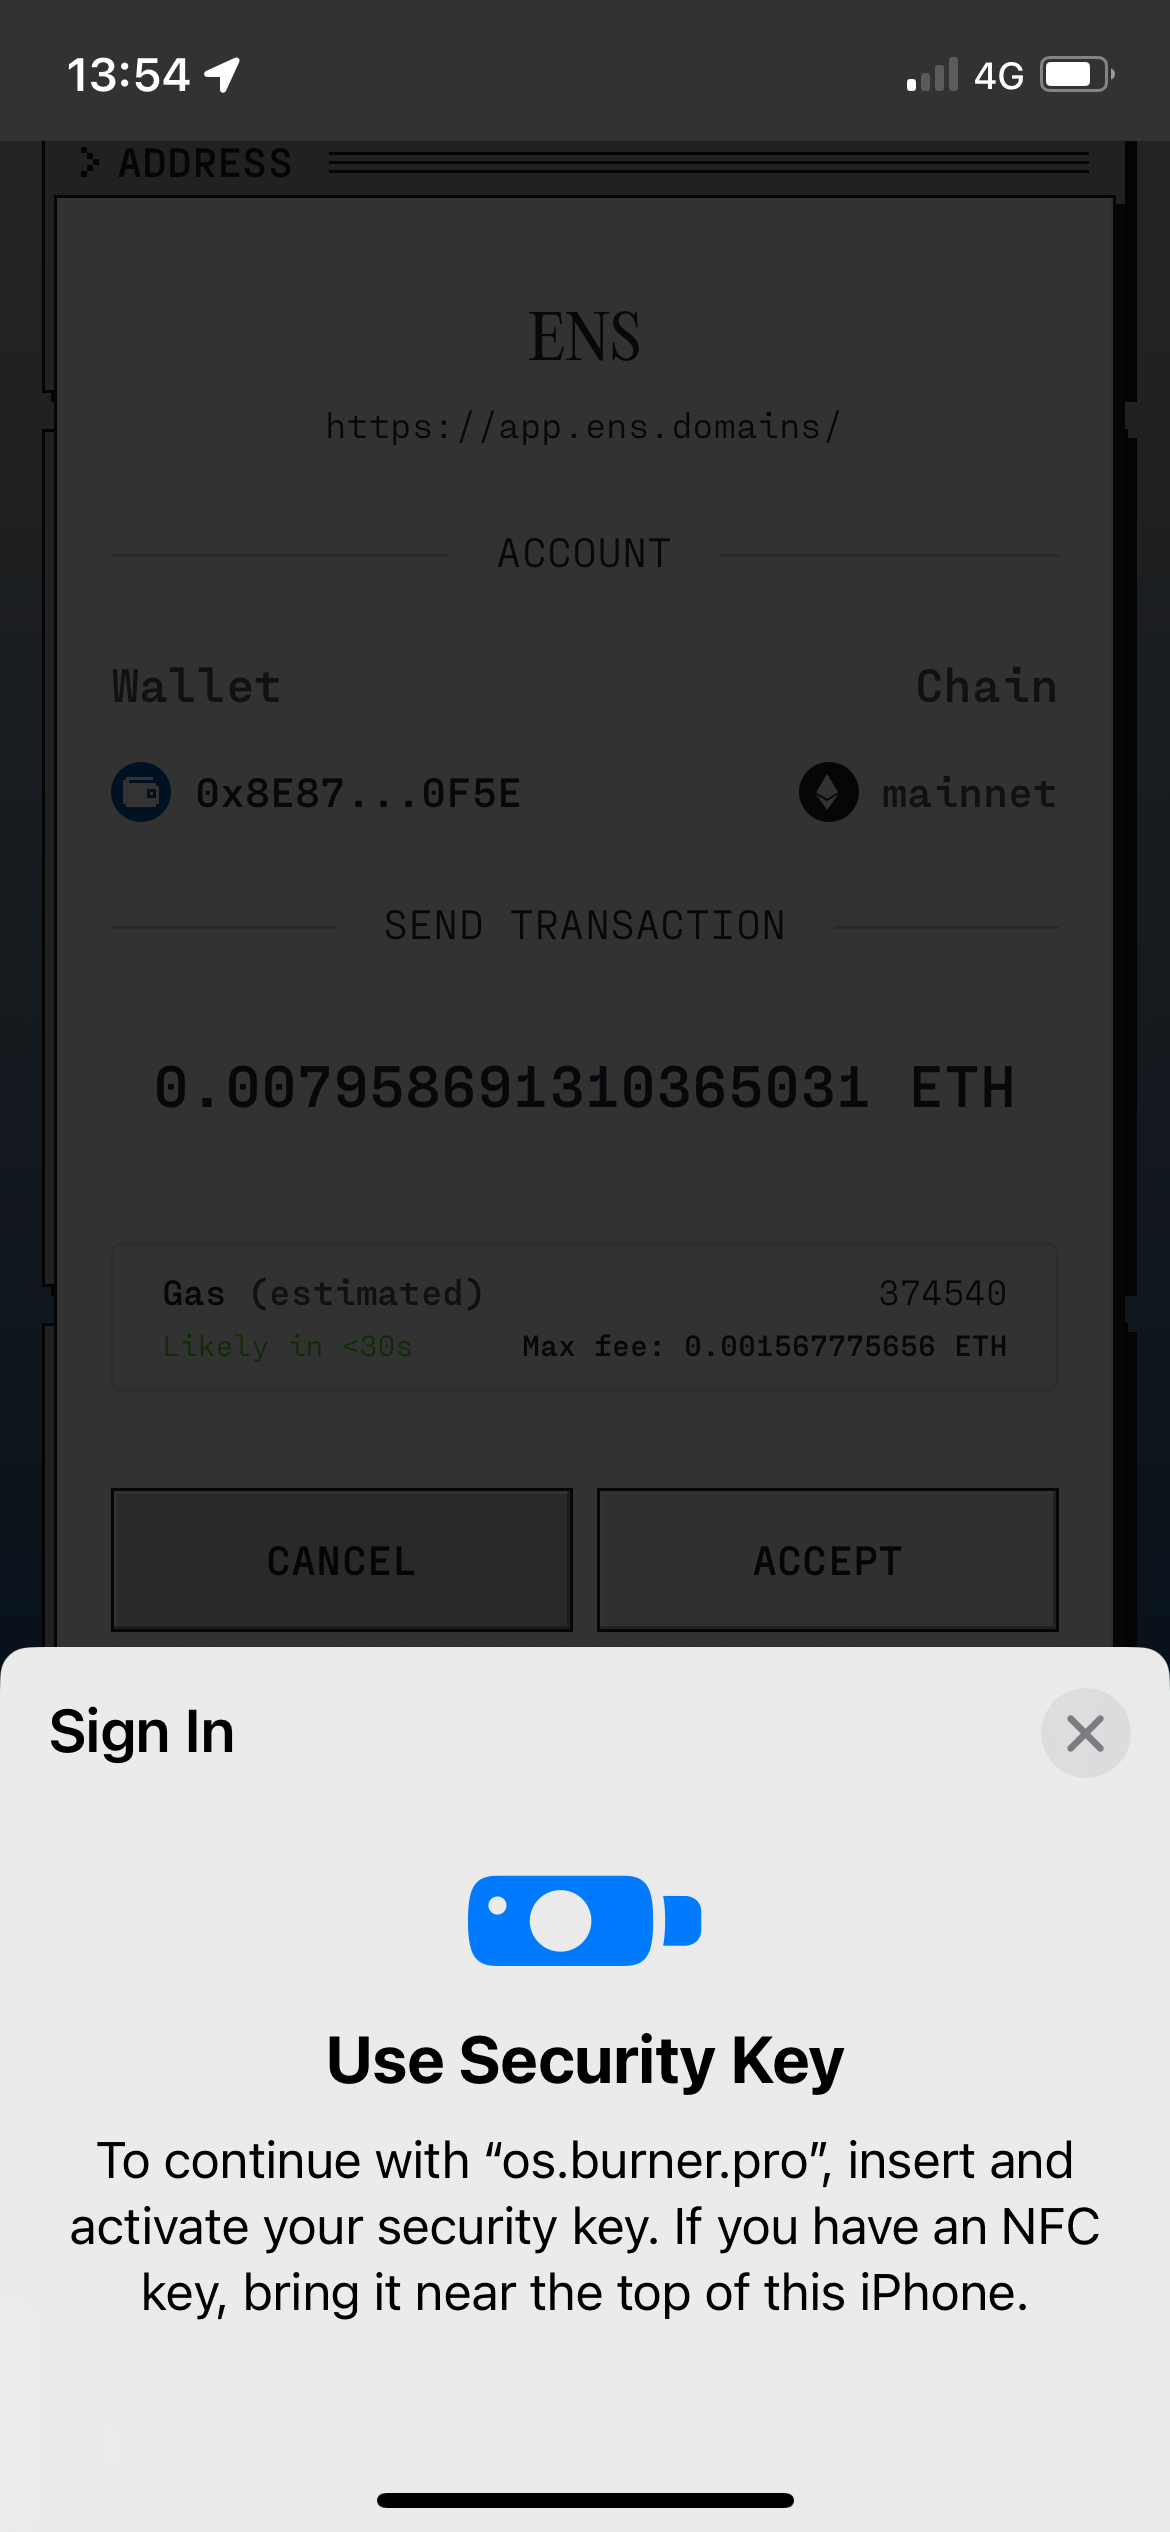 13:54
4G
ADDRESS
ENS
https://app.ens.domains/
ACCOUNT
Wallet Chain
0x8E87...0F5E mainnet
SEND TRANSACTION
0.007958691310365031 ETH
Gas (estimated) 374540
Likely in <30s Max fee: 0.001567775656 ETH
CANCEL ACCEPT
Sign In
Use Security Key
To continue with “os.burner.pro”, insert and
activate your security key. If you have an NFC
key, bring it near the top of this iPhone.